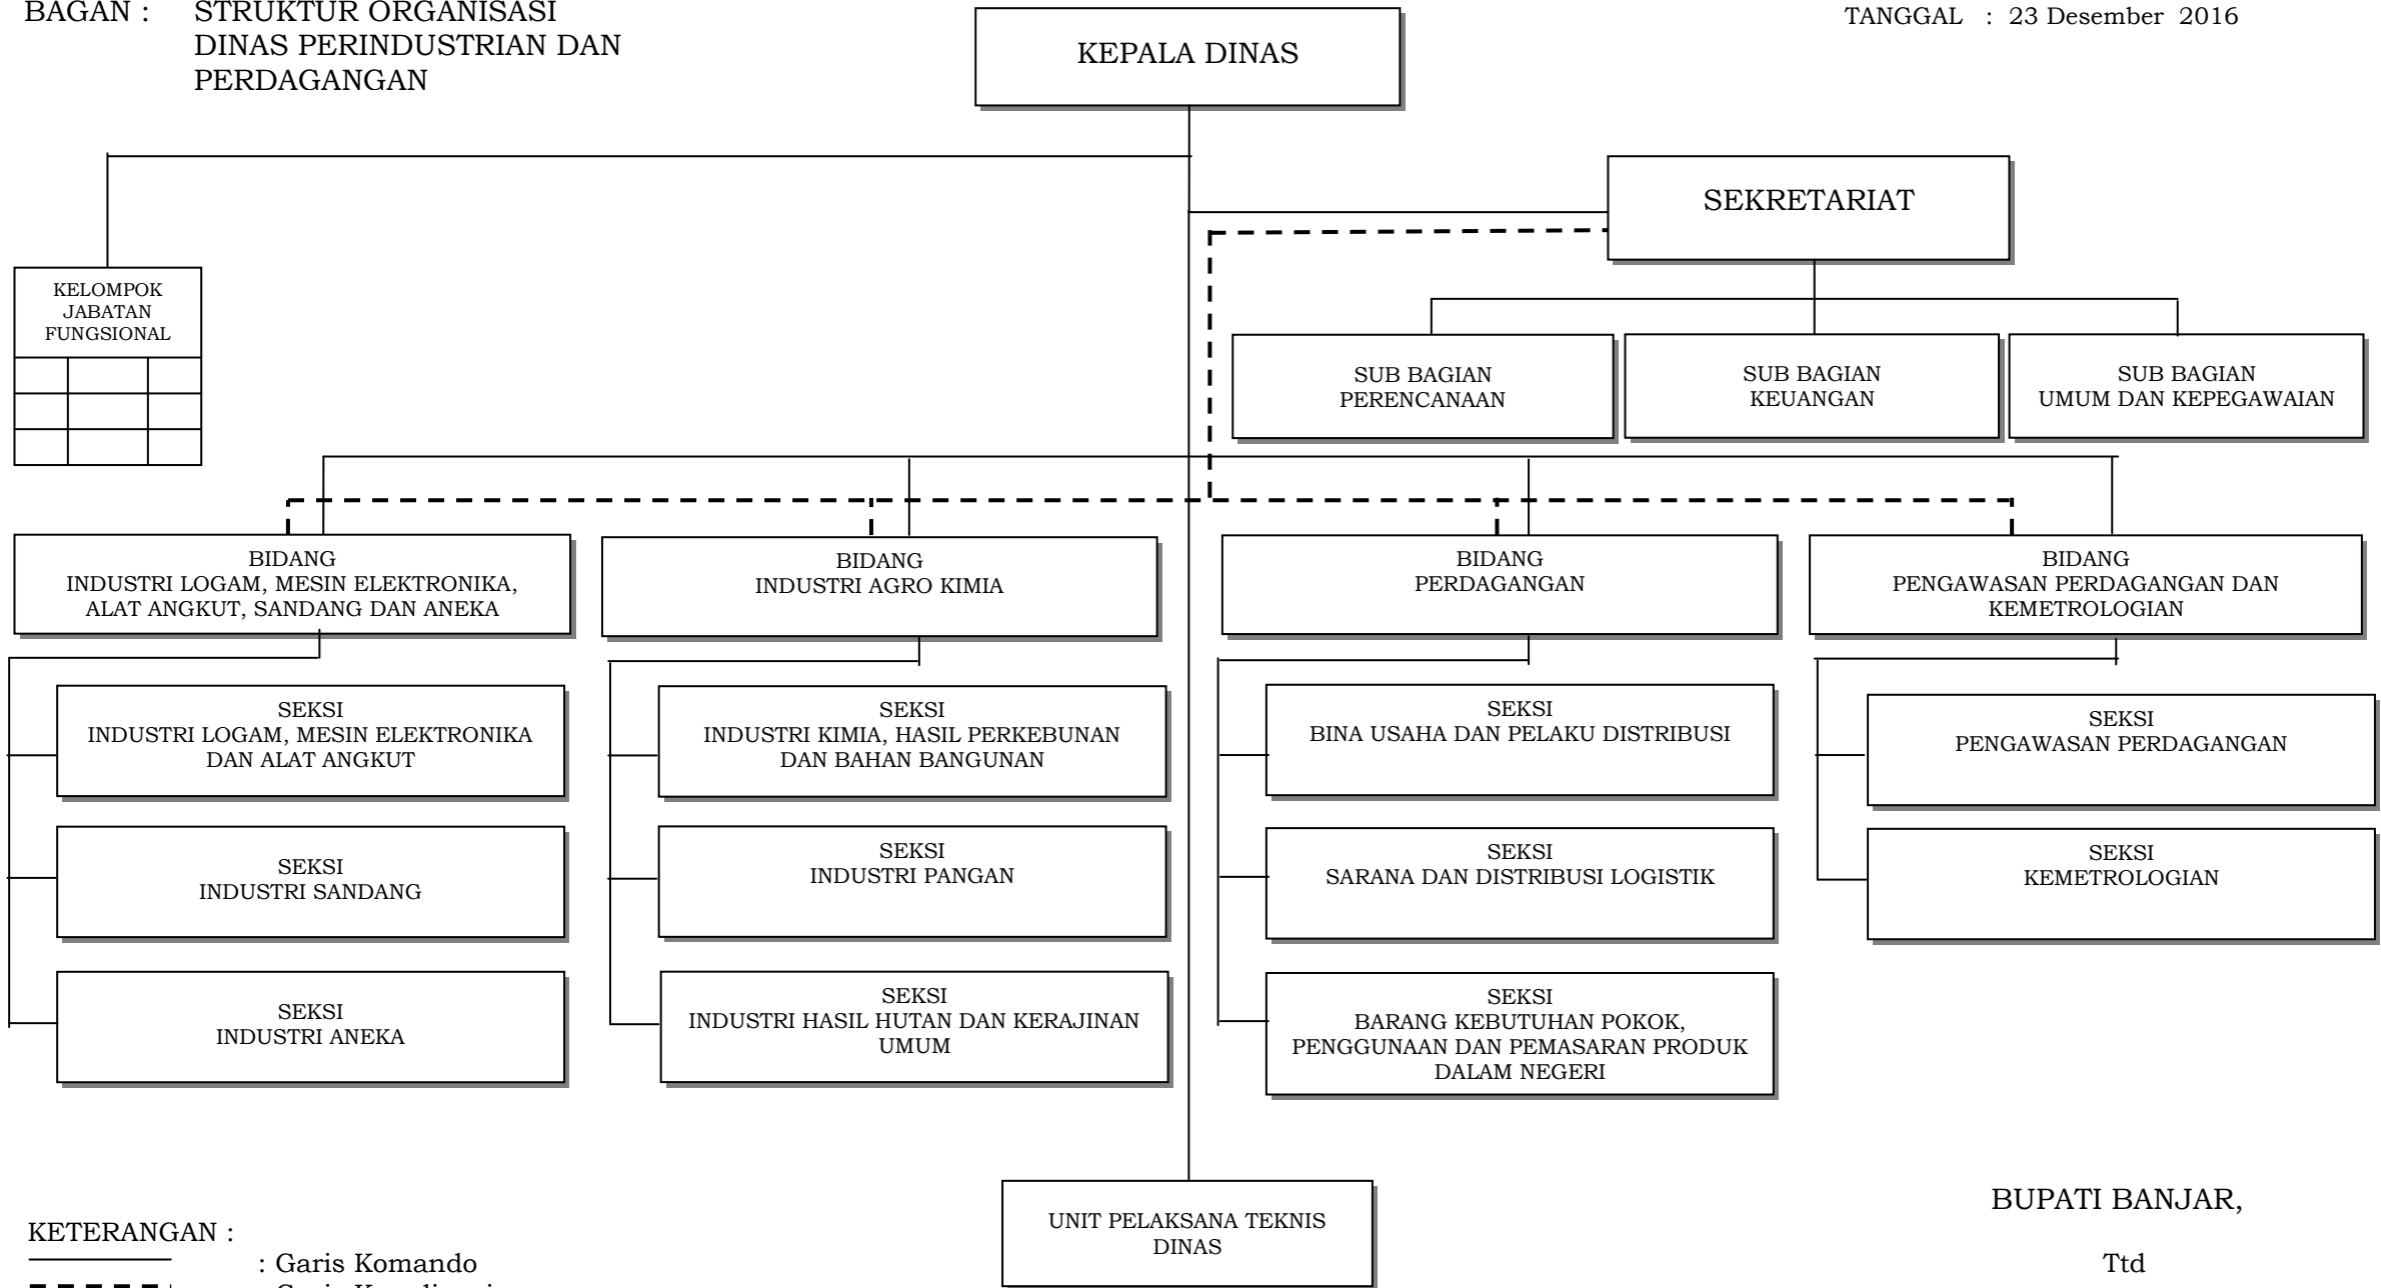 BAGAN : STRUKTUR ORGANISASI
DINAS PERINDUSTRIAN DAN
PERDAGANGAN
TANGGAL : 23 Desember 2016
KEPALA DINAS
SEKRETARIAT
KELOMPOK
JABATAN
FUNGSIONAL
SUB BAGIAN
PERENCANAAN
SUB BAGIAN
KEUANGAN
SUB BAGIAN
UMUM DAN KEPEGAWAIAN
BIDANG
INDUSTRI LOGAM, MESIN ELEKTRONIKA,
ALAT ANGKUT, SANDANG DAN ANEKA
BIDANG
INDUSTRI AGRO KIMIA
BIDANG
PERDAGANGAN
BIDANG
PENGAWASAN PERDAGANGAN DAN
KEMETROLOGIAN
SEKSI
INDUSTRI LOGAM, MESIN ELEKTRONIKA
DAN ALAT ANGKUT
SEKSI
INDUSTRI KIMIA, HASIL PERKEBUNAN
DAN BAHAN BANGUNAN
SEKSI
BINA USAHA DAN PELAKU DISTRIBUSI
SEKSI
PENGAWASAN PERDAGANGAN
SEKSI
INDUSTRI SANDANG
SEKSI
INDUSTRI PANGAN
SEKSI
SARANA DAN DISTRIBUSI LOGISTIK
SEKSI
KEMETROLOGIAN
SEKSI
INDUSTRI ANEKA
SEKSI
INDUSTRI HASIL HUTAN DAN KERAJINAN
UMUM
SEKSI
BARANG KEBUTUHAN POKOK,
PENGGUNAAN DAN PEMASARAN PRODUK
DALAM NEGERI
UNIT PELAKSANA TEKNIS
DINAS
KETERANGAN :
: Garis Komando
BUPATI BANJAR,
Ttd